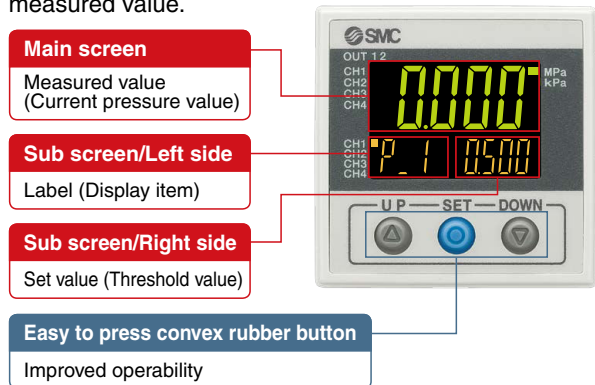 measured value.
Main screen
Measured value
(Current pressure value)
Sub screen/Left side
Label (Display item)
Sub screen/Right side
Set value (Threshold value)
Easy to press convex rubber button
Improved operability
SMC
OUT 1 2
CH1
CH2
CH3
CH4
0.000
MPa
kPa
CH1
CH2
CH3
CH4
P_1
0.500
UP
SET
DOWN